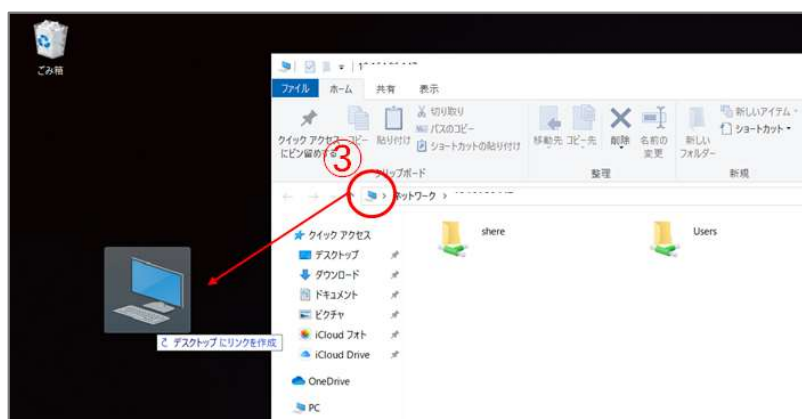 ごみ箱
ファイル ホーム 共有 表示
クイック アクセス
にピン留めする
コピー
貼り付け
切り取り
パスのコピー
ショートカットの貼り付け
クリップボード
移動先 コピー先 削除 名前の
変更
整理
新しい
フォルダー
新しいアイテム
ショートカット
新規
③
ネットワーク
クイック アクセス
デスクトップ
ダウンロード
ドキュメント
ピクチャ
iCloud フォト
iCloud Drive
OneDrive
PC
shere
Users
デスクトップ にリンクを作成